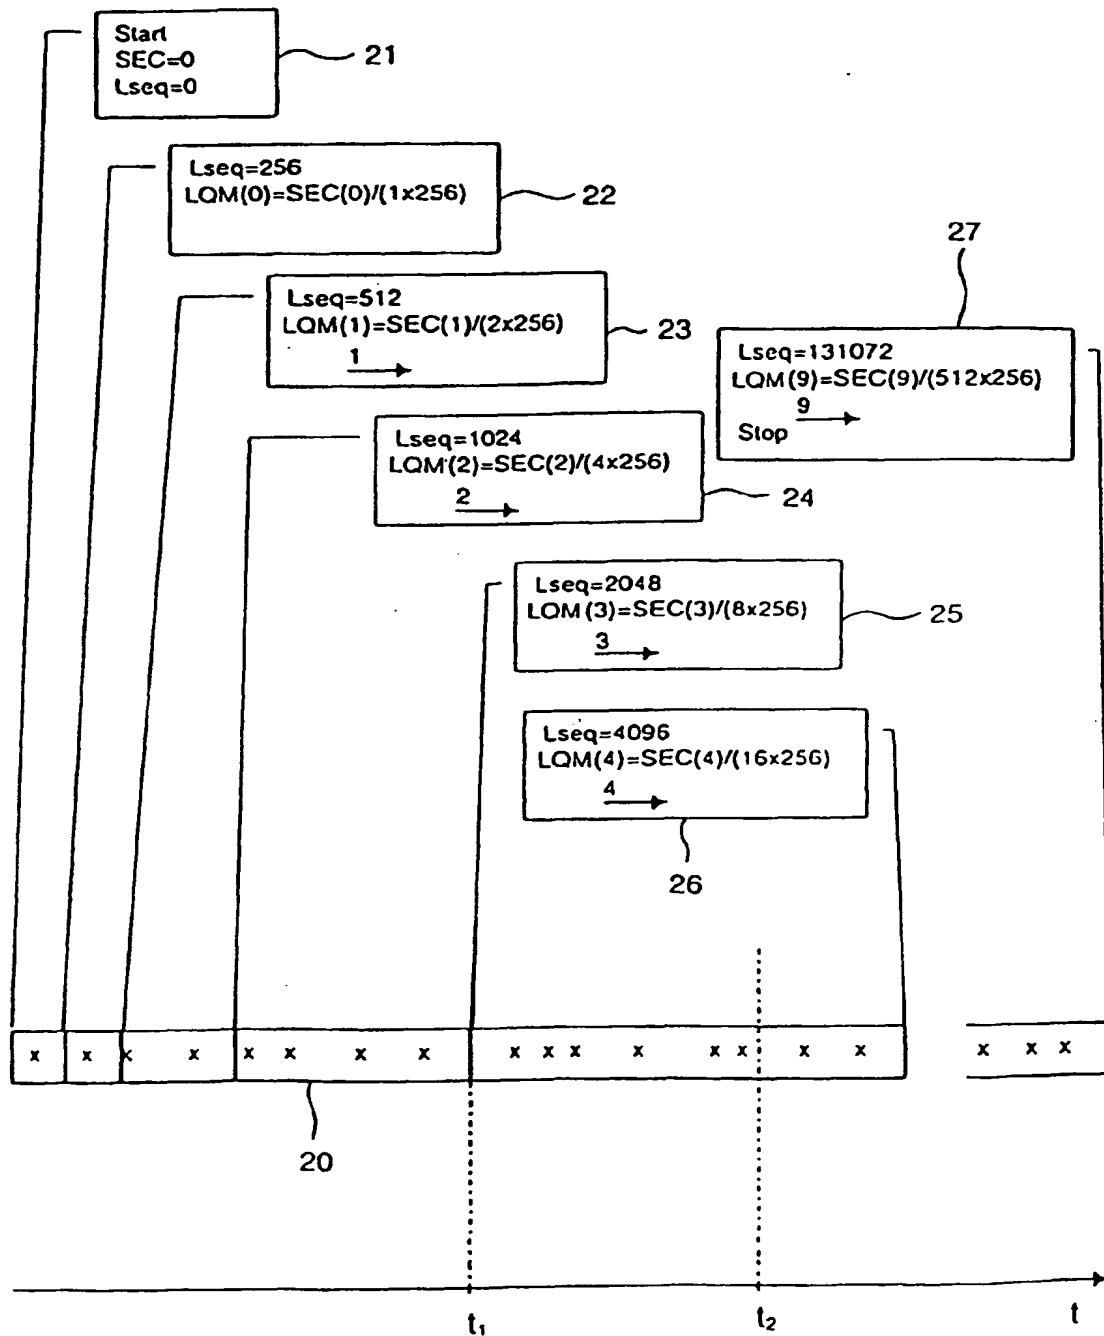 Start
SEC=0
Lseq=0
21
Lseq=256
LQM(0)=SEC(0)/(1x256)
22
Lseq=512
LQM(1)=SEC(1)/(2x256)
1
23
27
Lseq=131072
LQM(9)=SEC(9)/(512x256)
9
Stop
Lseq=1024
LQM(2)=SEC(2)/(4x256)
2
24
Lseq=2048
LQM(3)=SEC(3)/(8x256)
3
25
Lseq=4096
LQM(4)=SEC(4)/(16x256)
4
26
x x x x x x x x x x x x x x x x x x x
20
t1 t2 t